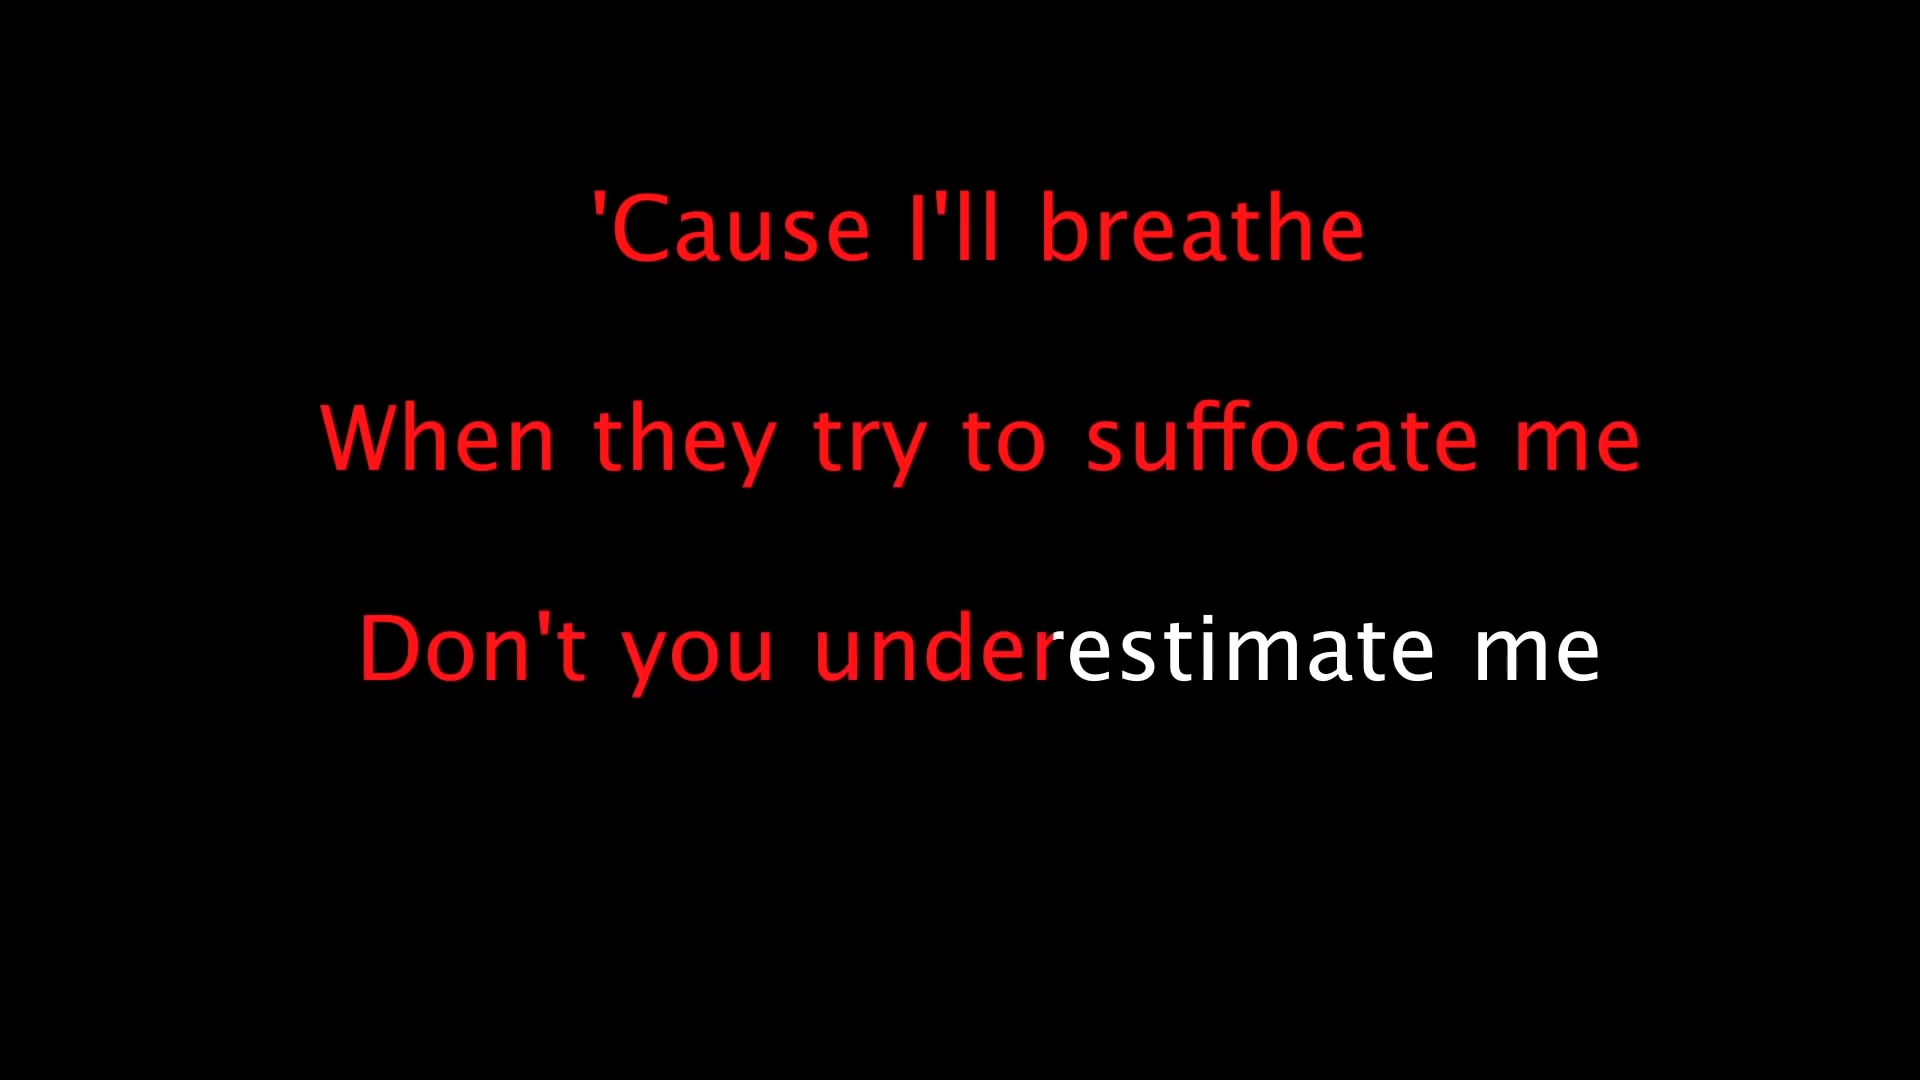 'Cause I'll breathe
When they try to suffocate me
Don't you underestimate me